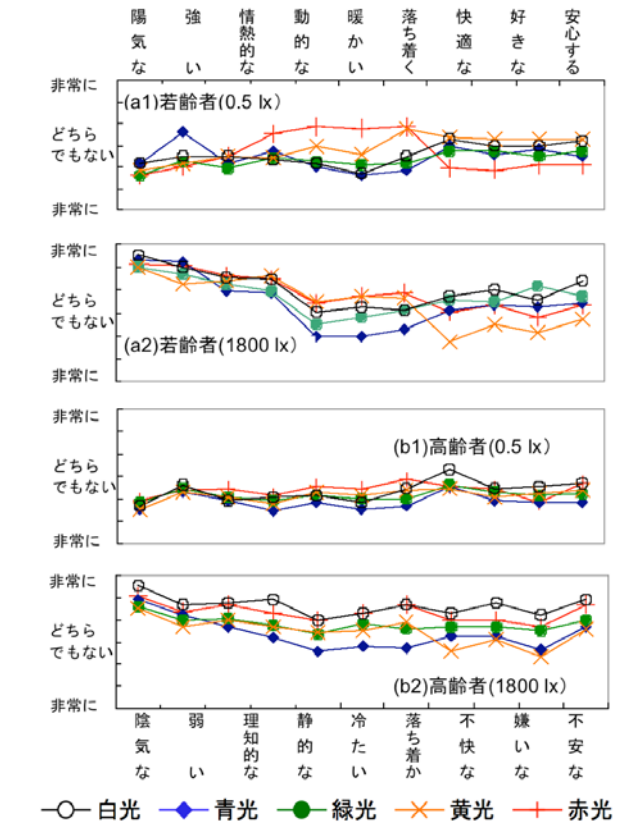 陽気な 強い 情熱的な 動的な 暖かい 落ち着く 快適な 好きな 安心する
非常に
(a1)若齢者(0.5 lx)
どちら
でもない
非常に
非常に
どちら
でもない
(a2)若齢者(1800 lx)
非常に
非常に
(b1)高齢者(0.5 lx)
どちら
でもない
非常に
非常に
どちら
でもない
(b2)高齢者(1800 lx)
非常に
陰気な 弱い 理知的な 静的な 冷たい 落ち着か 不快な 嫌いな 不安な
白光 青光 緑光 黄光 赤光